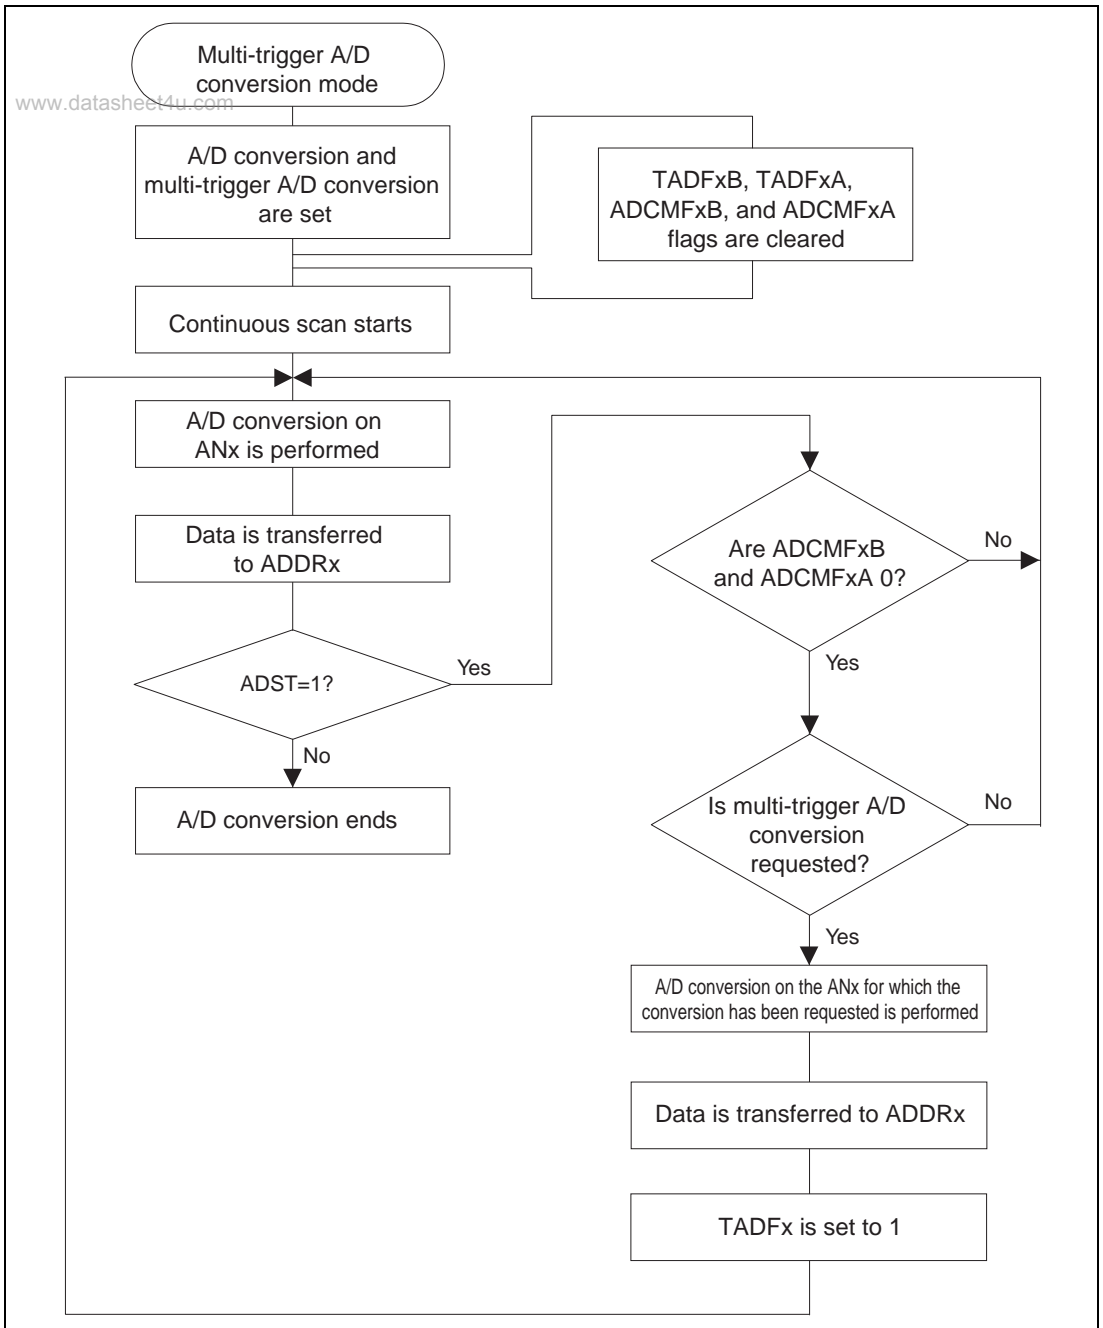 Multi-trigger A/D
conversion mode
www.datasheet4u.com
A/D conversion and
multi-trigger A/D conversion
are set
TADFxB, TADFxA,
ADCMFxB, and ADCMFxA
flags are cleared
Continuous scan starts
A/D conversion on
ANx is performed
Data is transferred
to ADDRx
ADST=1?
Yes
No
A/D conversion ends
Are ADCMFxB
and ADCMFxA 0?
No
Yes
Is multi-trigger A/D
conversion
requested?
No
Yes
A/D conversion on the ANx for which the
conversion has been requested is performed
Data is transferred to ADDRx
TADFx is set to 1